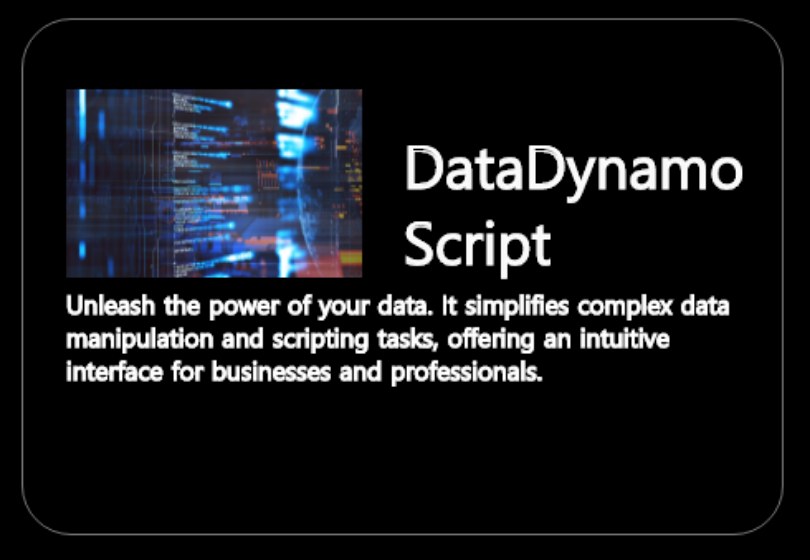 DataDynamo
Script
Unleash the power of your data. It simplifies complex data
manipulation and scripting tasks, offering an intuitive
interface for businesses and professionals.